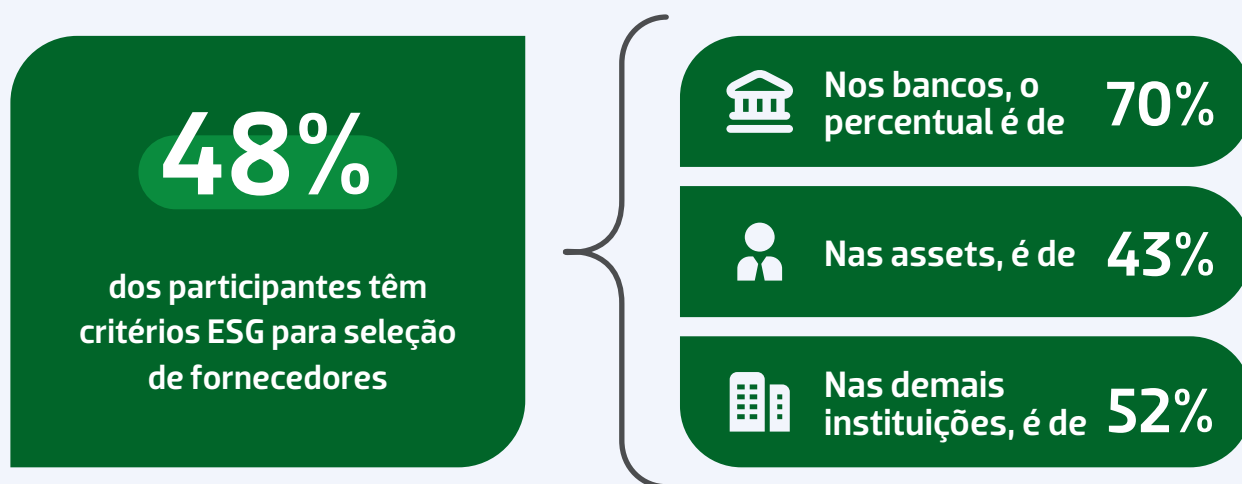 48%
dos participantes têm
critérios ESG para seleção
de fornecedores
Nos bancos, o
percentual é de
70%
Nas assets, é de
43%
Nas demais
instituições, é de
52%